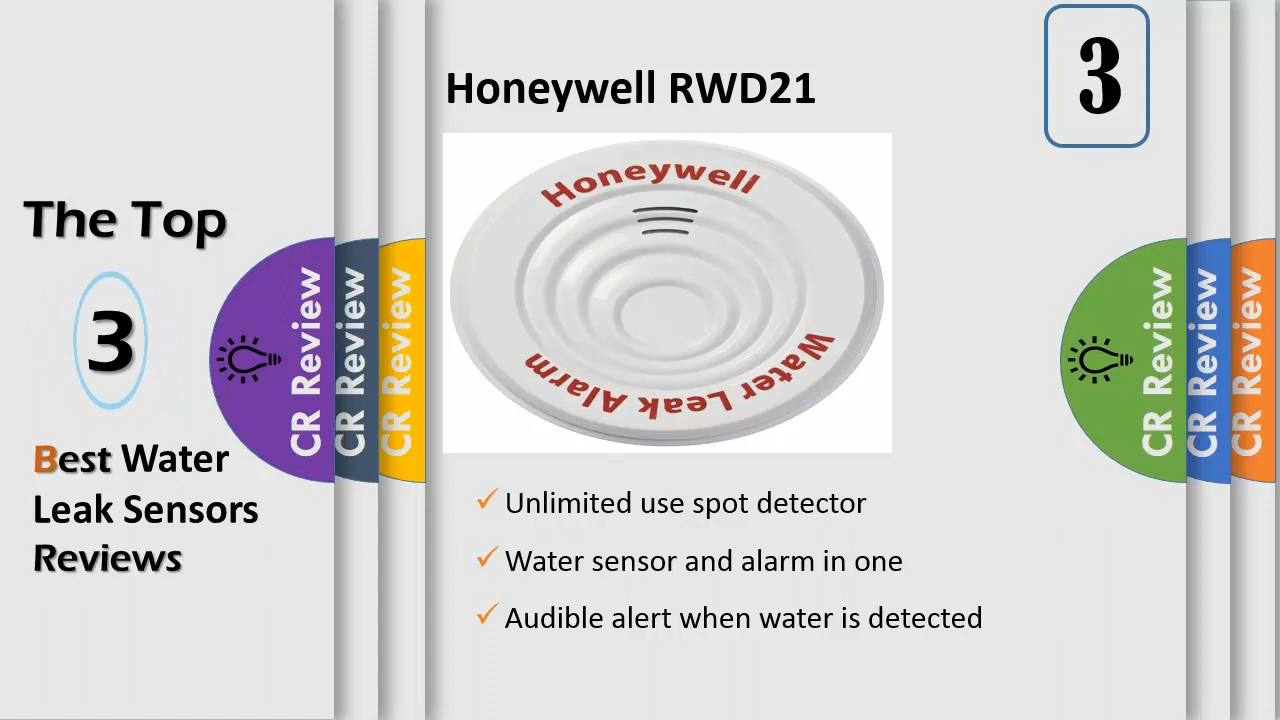 The Top
3
Best Water
Leak Sensors
Reviews
CR Review
CR Review
CR Review
Honeywell RWD21
3
Honeywell
Water Leak Alarm
✓ Unlimited use spot detector
✓ Water sensor and alarm in one
✓ Audible alert when water is detected
CR Review
CR Review
CR Review